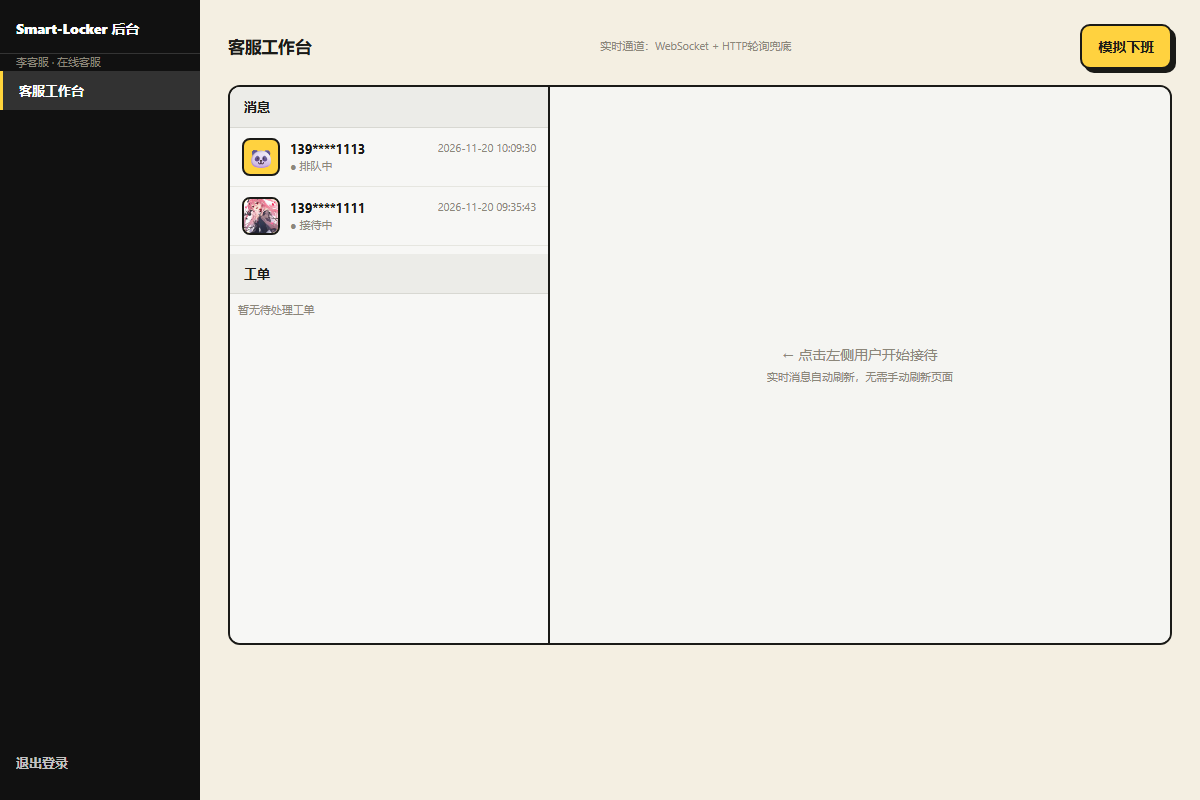 Smart-Locker 后台
李客服 · 在线客服
客服工作台
退出登录
客服工作台
实时通道：WebSocket + HTTP轮询兜底
模拟下班
消息
139****1113
2026-11-20 10:09:30
● 排队中
139****1111
2026-11-20 09:35:43
● 接待中
工单
暂无待处理工单
← 点击左侧用户开始接待
实时消息自动刷新，无需手动刷新页面